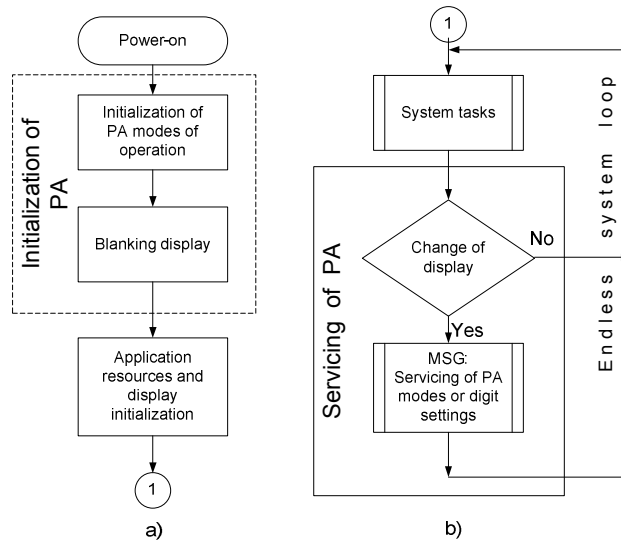 Power-on
Initialization of
PA
Initialization of
PA modes of
operation
Blanking display
Application
resources and
display
initialization
1
a)
1
System tasks
Servicing of PA
Change of
display
No
Yes
MSG:
Servicing of PA
modes or digit
settings
Endless system loop
b)